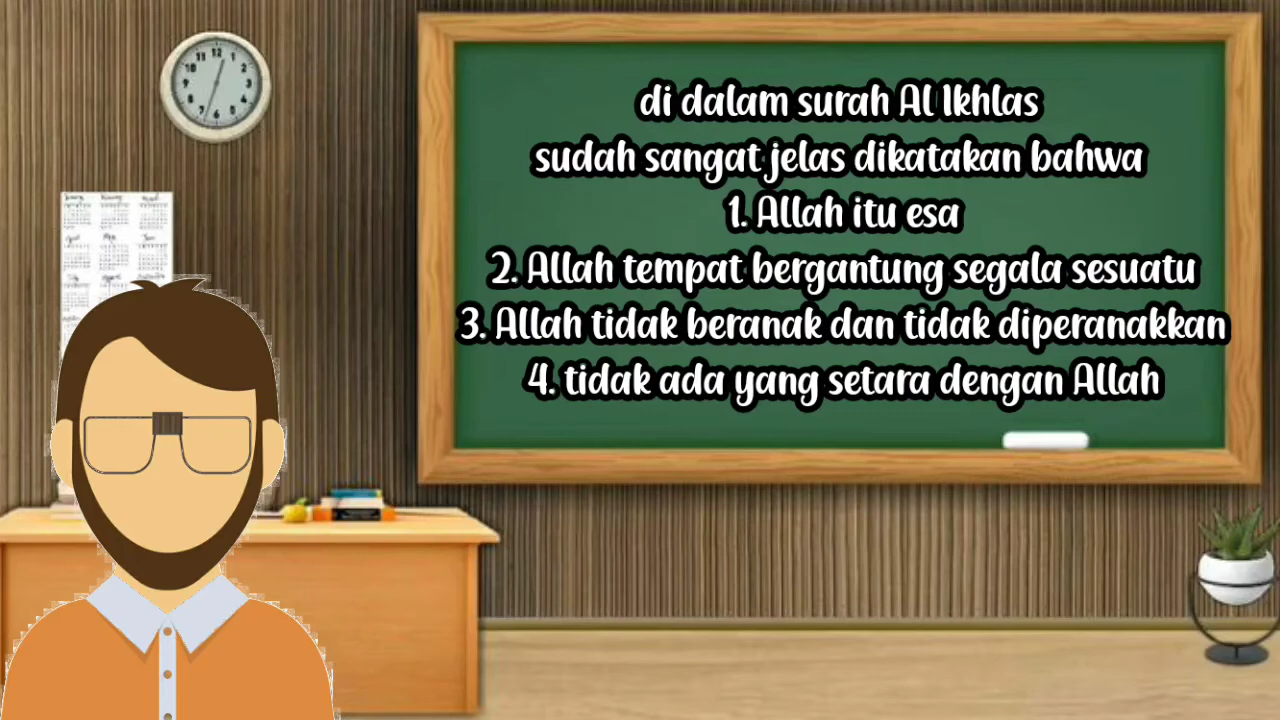 di dalam surah Al Ikhlas
sudah sangat jelas dikatakan bahwa
1. Allah itu esa
2. Allah tempat bergantung segala sesuatu
3. Allah tidak beranak dan tidak diperanakkan
4. tidak ada yang setara dengan Allah